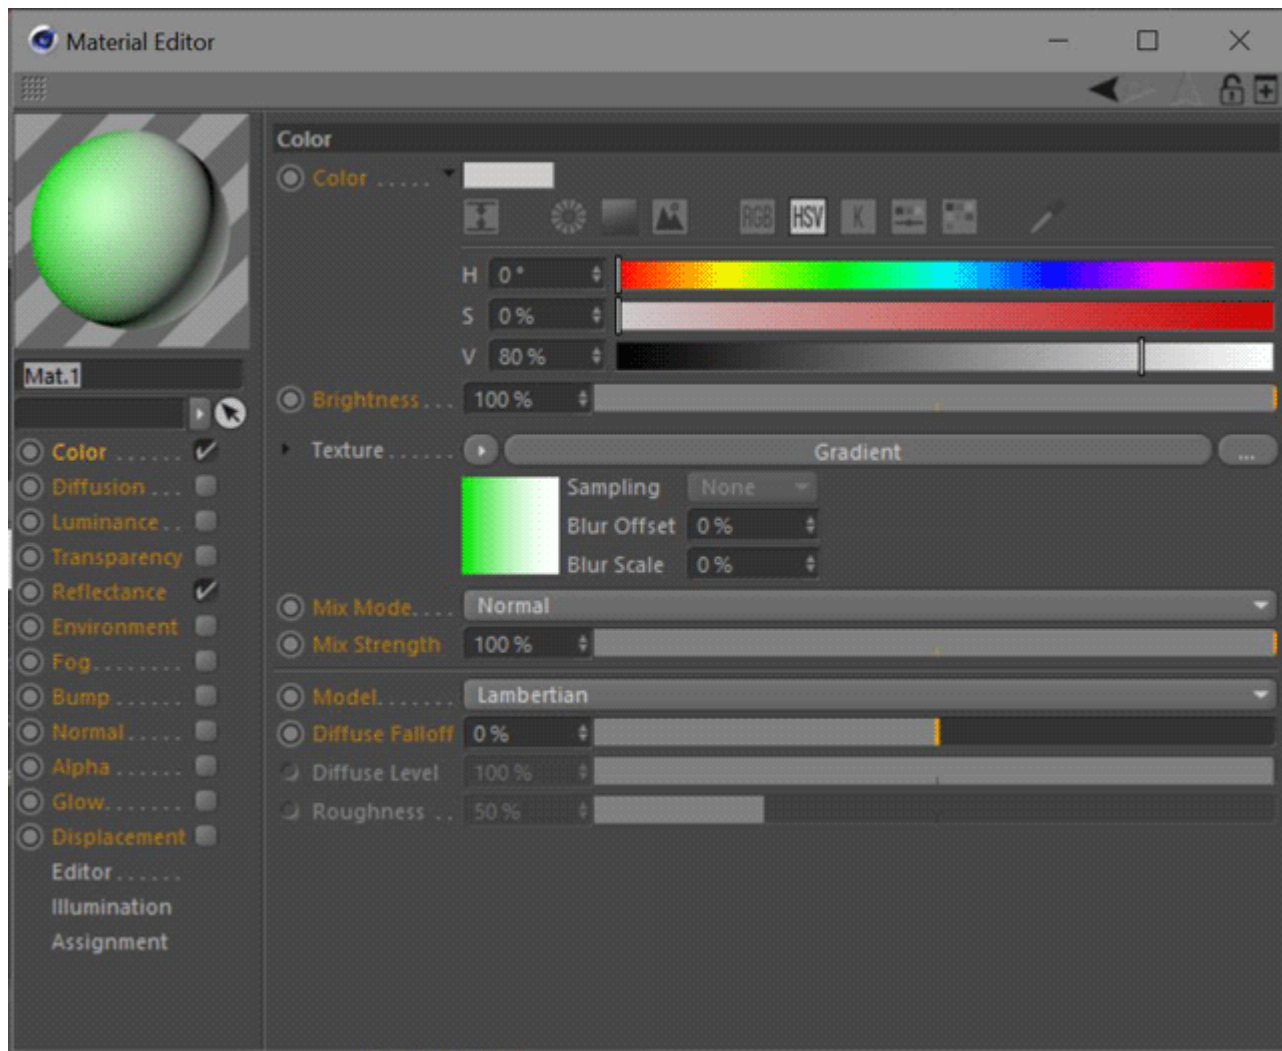 Material Editor
Color
Color .....
RGB HSV K
H 0 °
S 0 %
V 80 %
Mat.1
Brightness... 100 %
Texture...... Gradient ...
Sampling None
Blur Offset 0 %
Blur Scale 0 %
Mix Mode.... Normal
Mix Strength 100 %
Model....... Lambertian
Diffuse Falloff 0 %
Diffuse Level 100 %
Roughness .. 50 %
Color ......
Diffusion ...
Luminance ..
Transparency
Reflectance
Environment
Fog........
Bump ......
Normal.....
Alpha ......
Glow.......
Displacement
Editor ......
Illumination
Assignment